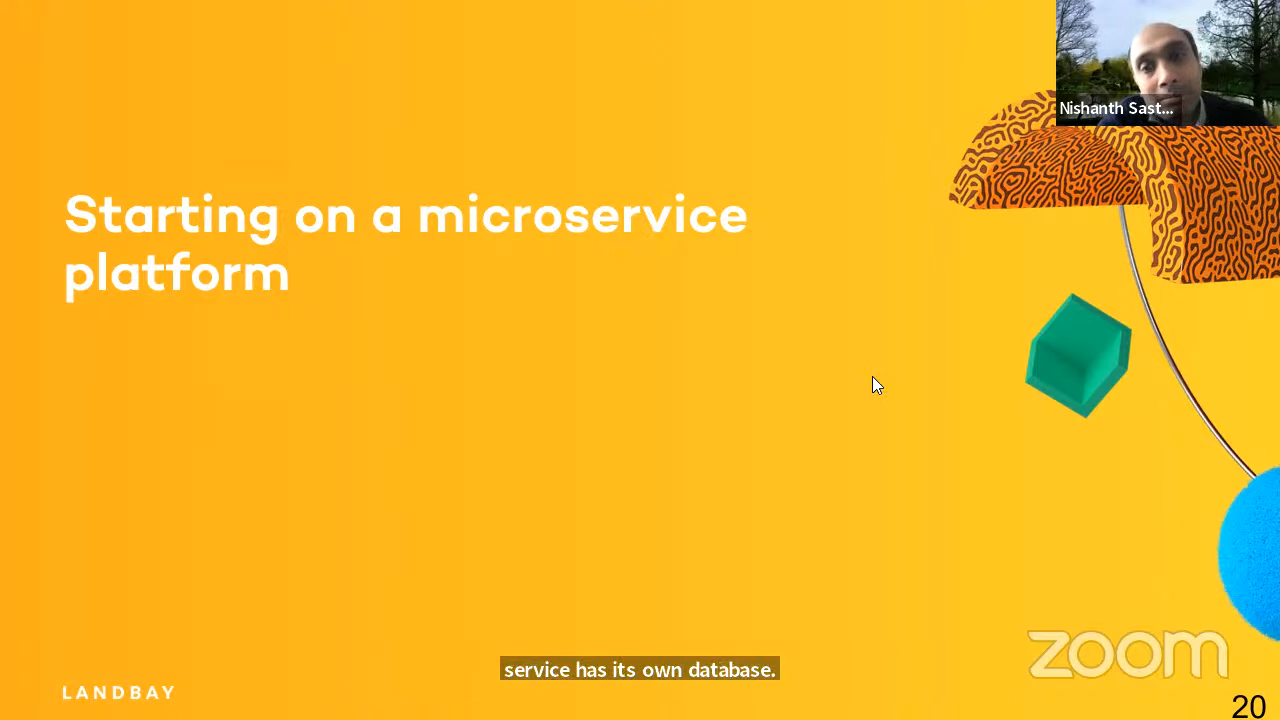 Nishanth Sast...
Starting on a microservice
platform
service has its own database.
zoom
LANDBAY
20